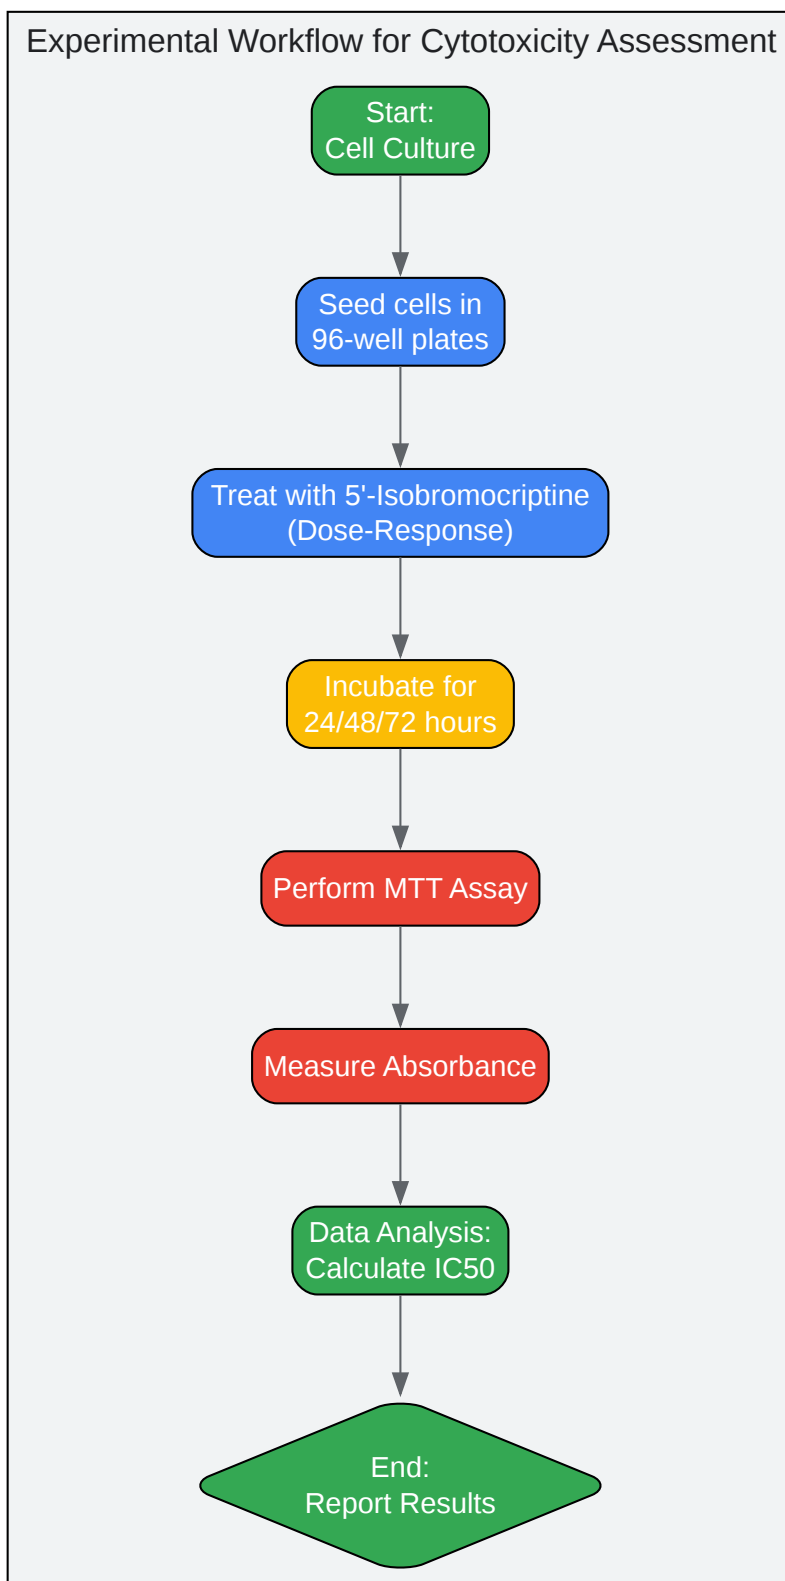 Experimental Workflow for Cytotoxicity Assessment
Start:
Cell Culture
Seed cells in
96-well plates
Treat with 5'-Isobromocriptine
(Dose-Response)
Incubate for
24/48/72 hours
Perform MTT Assay
Measure Absorbance
Data Analysis:
Calculate IC50
End:
Report Results